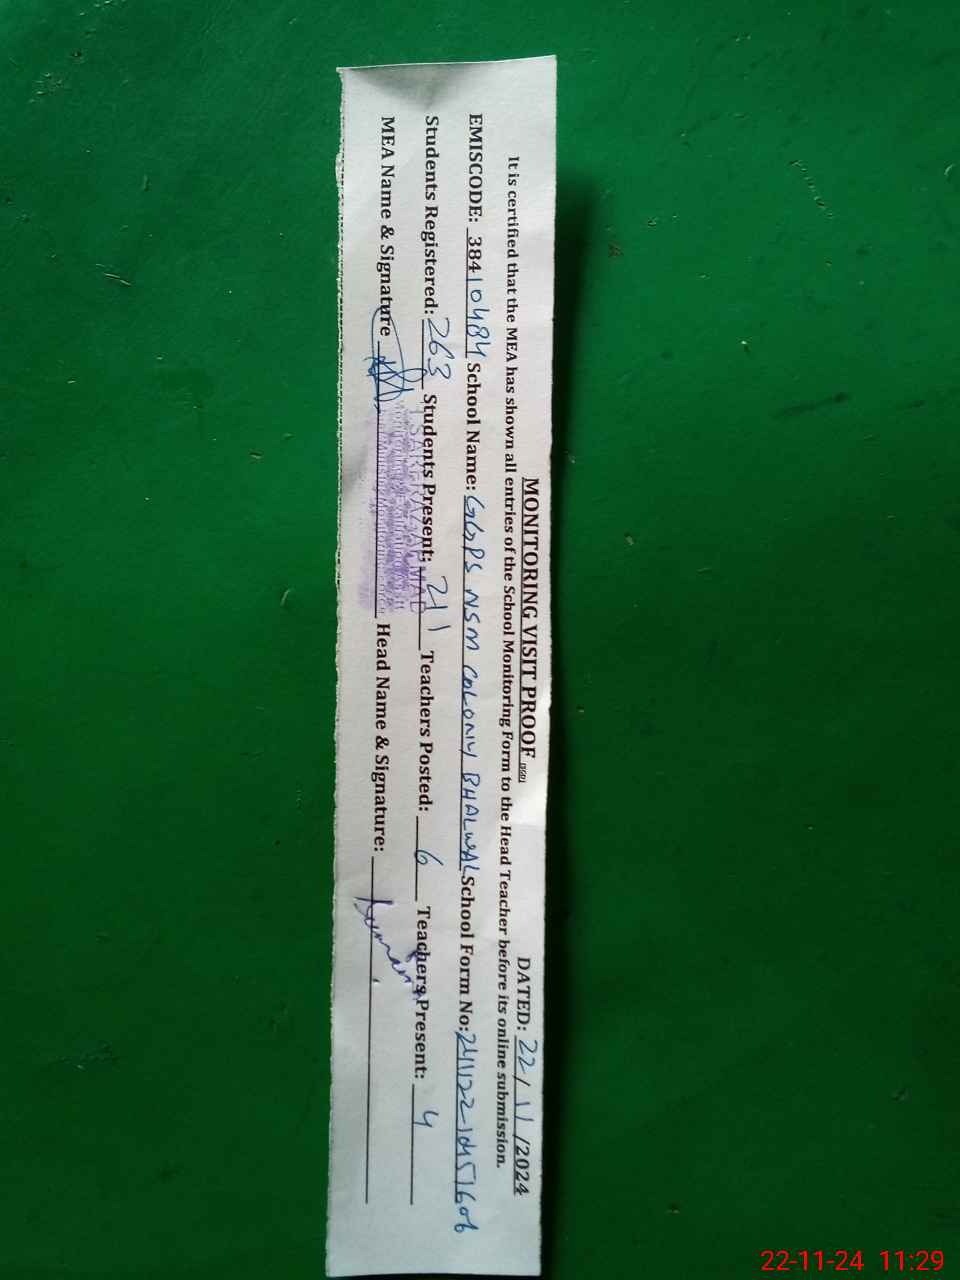 MONITORING VISIT PROOF (SGD) DATED: 22/11/2024
It is certified that the MEA has shown all entries of the School Monitoring Form to the Head Teacher before its online submission.
EMISCODE: 38410484 School Name: GGPS NSM COLONY BHALWAL School Form No: 
Students Registered: 263 Students Present: 211 Teachers Posted: 6 Teachers Present: 4
MEA Name & Signature Head Name & Signature:
22-11-24 11:29